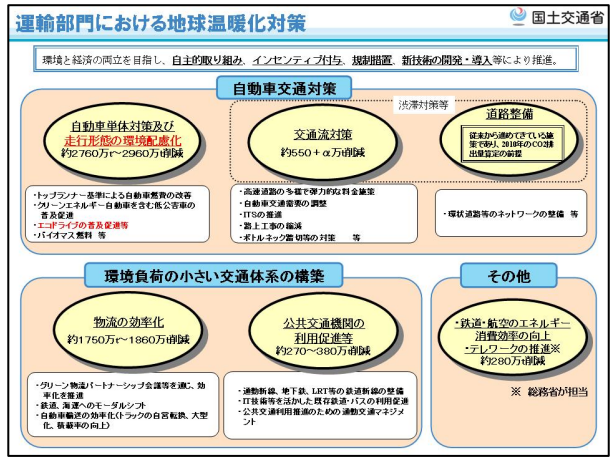 運輸部門における地球温暖化対策
国土交通省
環境と経済の両立を目指し、自主的取り組み、インセンティブ付与、規制措置、新技術の開発・導入等により推進。
自動車交通対策
渋滞対策等
自動車単体対策及び
走行形態の環境配慮化
約2760万t~2960万t削減
・トップランナー基準による自動車燃費の改善
・クリーンエネルギー自動車を含む低公害車の
普及促進
・エコドライブの普及促進等
・バイオマス燃料 等
交通流対策
約550+α万t削減
・高速道路の多様で弾力的な料金施策
・自動車交通需要の調整
・ITSの推進
・路上工事の縮減
・ボトルネック踏切等の対策 等
道路整備
従来から進めてきている施
策であり、2010年のCO2排
出量算定の前提
・環状道路等のネットワークの整備 等
環境負荷の小さい交通体系の構築
物流の効率化
約1750万t~1860万t削減
・グリーン物流パートナーシップ会議等を通じ、効
率化を推進
・鉄道、海運へのモーダルシフト
・自動車輸送の効率化(トラックの自営転換、大型
化、積載率の向上)
公共交通機関の
利用促進等
約270~380万t削減
・通勤新線、地下鉄、LRT等の鉄道新線の整備
・IT技術等を活かした既存鉄道・バスの利用促進
・公共交通利用推進のための通勤交通マネジメ
ント
その他
・鉄道・航空のエネルギー
消費効率の向上
・テレワークの推進※
約280万t削減
※ 総務省が担当